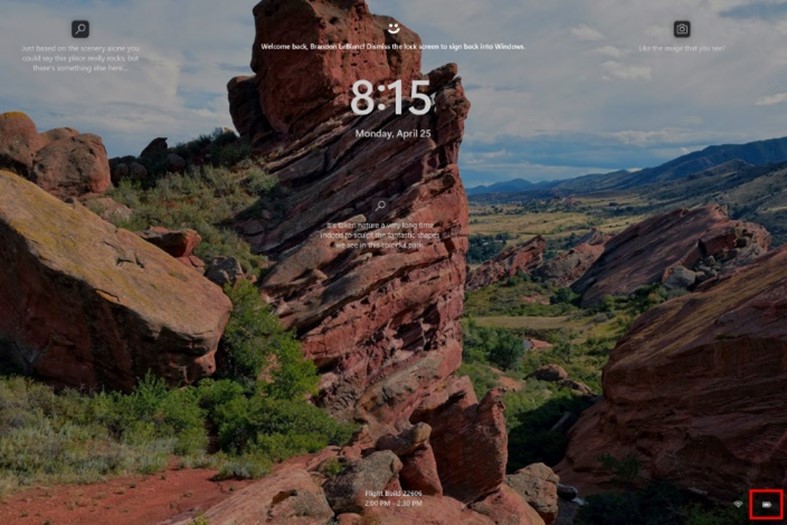 Just based on the scenery alone you
could say this place really rocks, but
there's something else here...
Welcome back, Brandon LeBlanc! Dismiss the lock screen to sign back into Windows.
Like the image that you see?
8:15
Monday, April 25
It's taken nature a very long time
indeed to sculpt the fantastic shapes
we see in this colorful park.
Flight Build 22606
2:00 PM - 2:30 PM